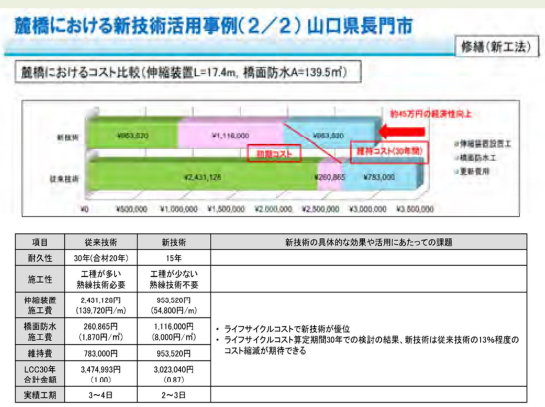 麓橋における新技術活用事例(2/2) 山口県長門市
修繕(新工法)
麓橋におけるコスト比較(伸縮装置L=17.4m, 橋面防水A=139.5㎡)
約45万円の経済性向上
新技術
¥1,116,000
初期コスト
維持コスト(30年間)
従来技術
¥2,431,128
¥260,865
¥783,000
伸縮装置設置工
橋面防水工
更新費用
¥0
¥500,000
¥1,000,000
¥1,500,000
¥2,000,000
¥2,500,000
¥3,000,000
¥3,500,000
項目 従来技術 新技術 新技術の具体的な効果や活用にあたっての課題
耐久性 30年(合材20年) 15年
施工性 工種が多い 熱練技術必要 工種が少ない 熱練技術不要
伸縮装置施工費 2,431,128円 (139,720円/m) 953,520円 (54,800円/m)
橋面防水施工費 260,865円 (1,870円/㎡) 1,116,000円 (8,000円/㎡)
・ ライフサイクルコストで新技術が優位
・ ライフサイクルコスト算定期間30年での検討の結果、新技術は従来技術の13%程度の
コスト縮減が期待できる
維持費 783,000円 953,520円
LCC30年合計金額 3,474,993円 (1.00) 3,023,040円 (0.87)
実績工期 3~4日 2~3日